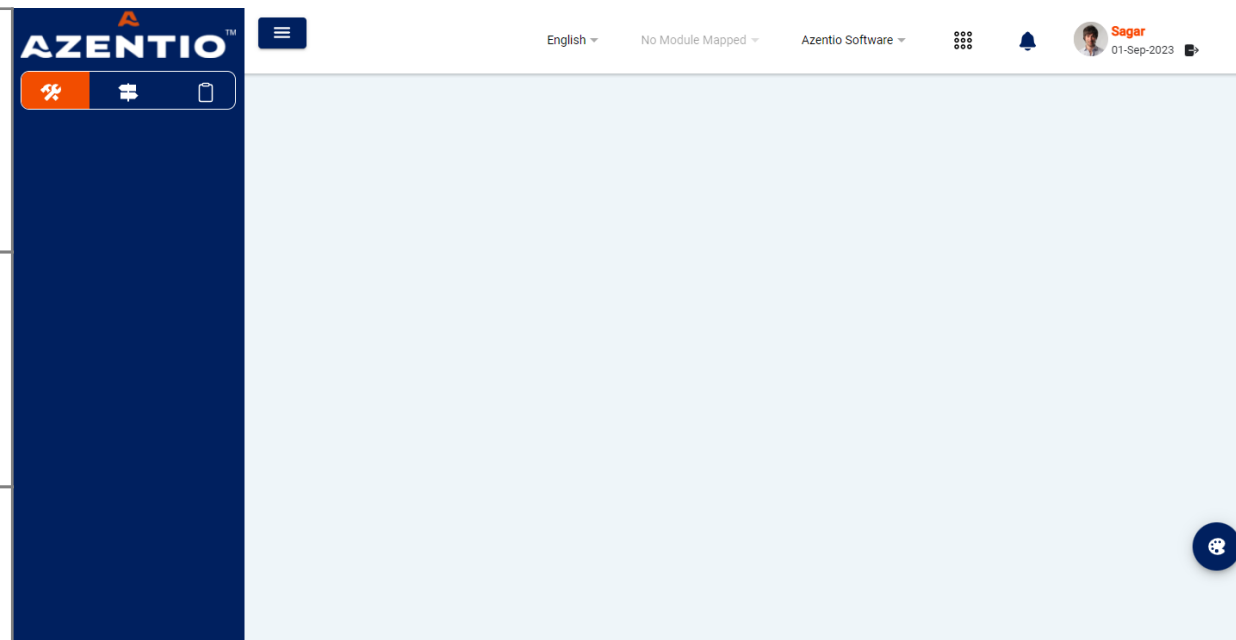 AZENTIO™
English
No Module Mapped
Azentio Software
Sagar
01-Sep-2023